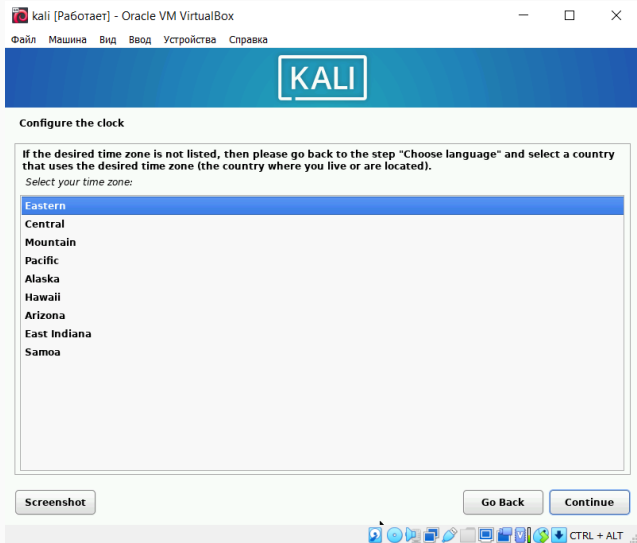 kali [Работает] - Oracle VM VirtualBox
Файл Машина Вид Ввод Устройства Справка
KALI
Configure the clock
If the desired time zone is not listed, then please go back to the step "Choose language" and select a country
that uses the desired time zone (the country where you live or are located).
Select your time zone:
Eastern
Central
Mountain
Pacific
Alaska
Hawaii
Arizona
East Indiana
Samoa
Screenshot Go Back Continue
CTRL + ALT